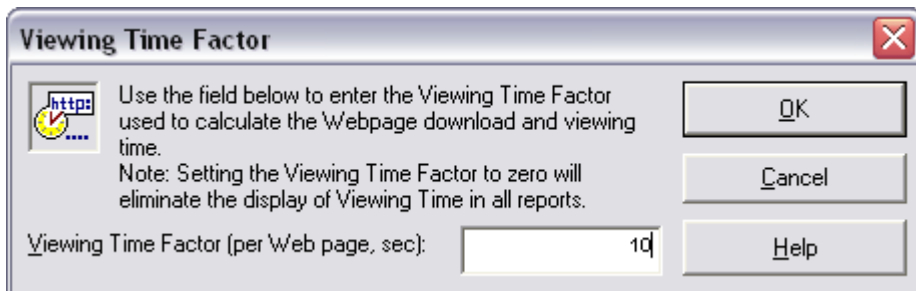 Viewing Time Factor
http:
Use the field below to enter the Viewing Time Factor
used to calculate the Webpage download and viewing
time.
Note: Setting the Viewing Time Factor to zero will
eliminate the display of Viewing Time in all reports.
Viewing Time Factor (per Web page, sec):
10
OK
Cancel
Help